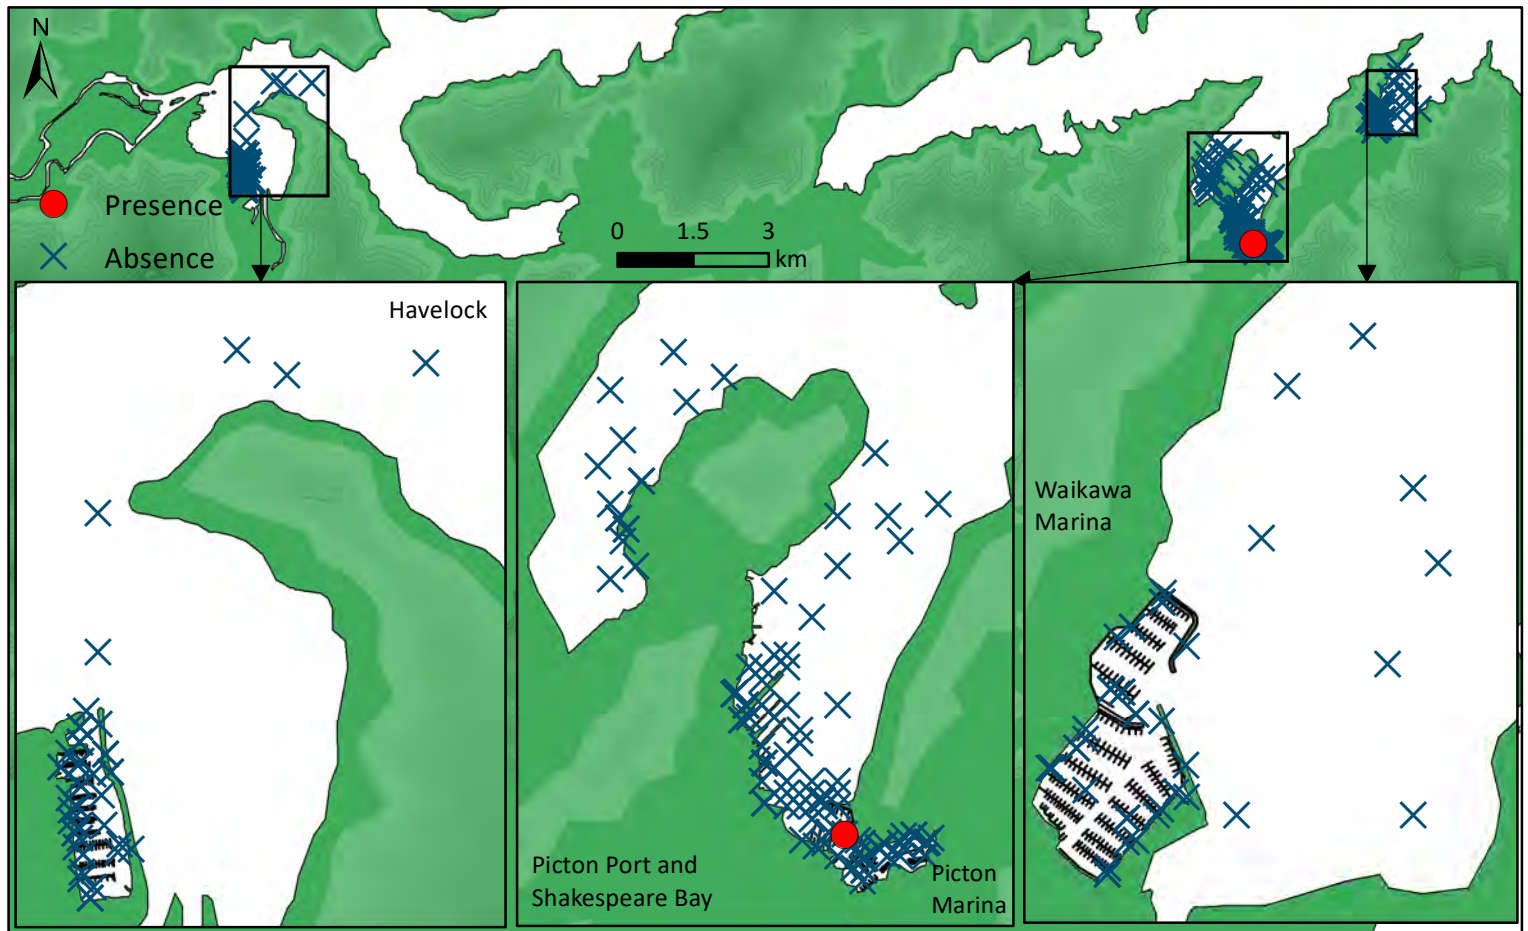 N
Presence
Absence
0 1.5 3
km
Havelock
Picton Port and
Shakespeare Bay
Picton
Marina
Waikawa
Marina